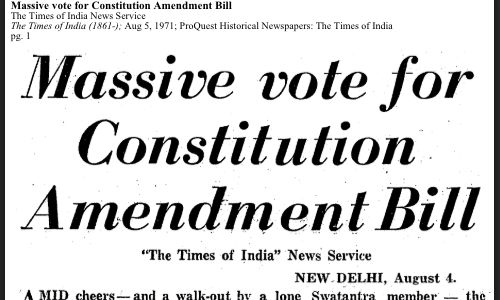 Massive vote for Constitution Amendment Bill
The Times of India News Service
The Times of India (1861-); Aug 5, 1971; ProQuest Historical Newspapers: The Times of India
pg. 1
Massive vote for
Constitution
Amendment Bill
"The Times of India" News Service
NEW DELHI, August 4.
AMID cheers — and a walk-out by a lone Swatantra member — the